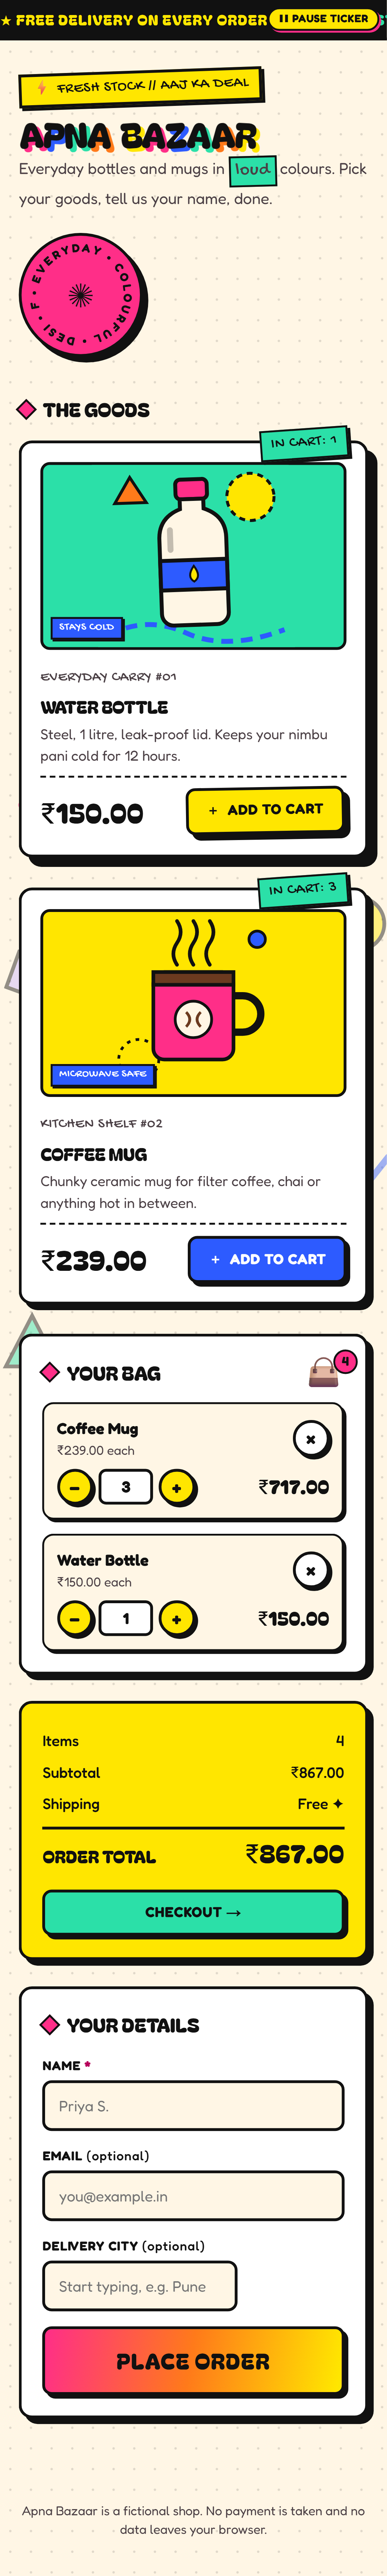 ★ FREE DELIVERY ON EVERY ORDER
PAUSE TICKER
FRESH STOCK // AAJ KA DEAL
APNA BAZAAR
Everyday bottles and mugs in loud colours. Pick
your goods, tell us your name, done.
• EVERYDAY • COLOURFUL • DESI F
THE GOODS
IN CART: 1
STAYS COLD
EVERYDAY CARRY #01
WATER BOTTLE
Steel, 1 litre, leak-proof lid. Keeps your nimbu
pani cold for 12 hours.
₹150.00
+ ADD TO CART
IN CART: 3
MICROWAVE SAFE
KITCHEN SHELF #02
COFFEE MUG
Chunky ceramic mug for filter coffee, chai or
anything hot in between.
₹239.00
+ ADD TO CART
YOUR BAG
4
Coffee Mug
₹239.00 each
×
− 3 +
₹717.00
Water Bottle
₹150.00 each
×
− 1 +
₹150.00
Items 4
Subtotal ₹867.00
Shipping Free ✦
ORDER TOTAL ₹867.00
CHECKOUT →
YOUR DETAILS
NAME *
Priya S.
EMAIL (optional)
you@example.in
DELIVERY CITY (optional)
Start typing, e.g. Pune
PLACE ORDER
Apna Bazaar is a fictional shop. No payment is taken and no
data leaves your browser.